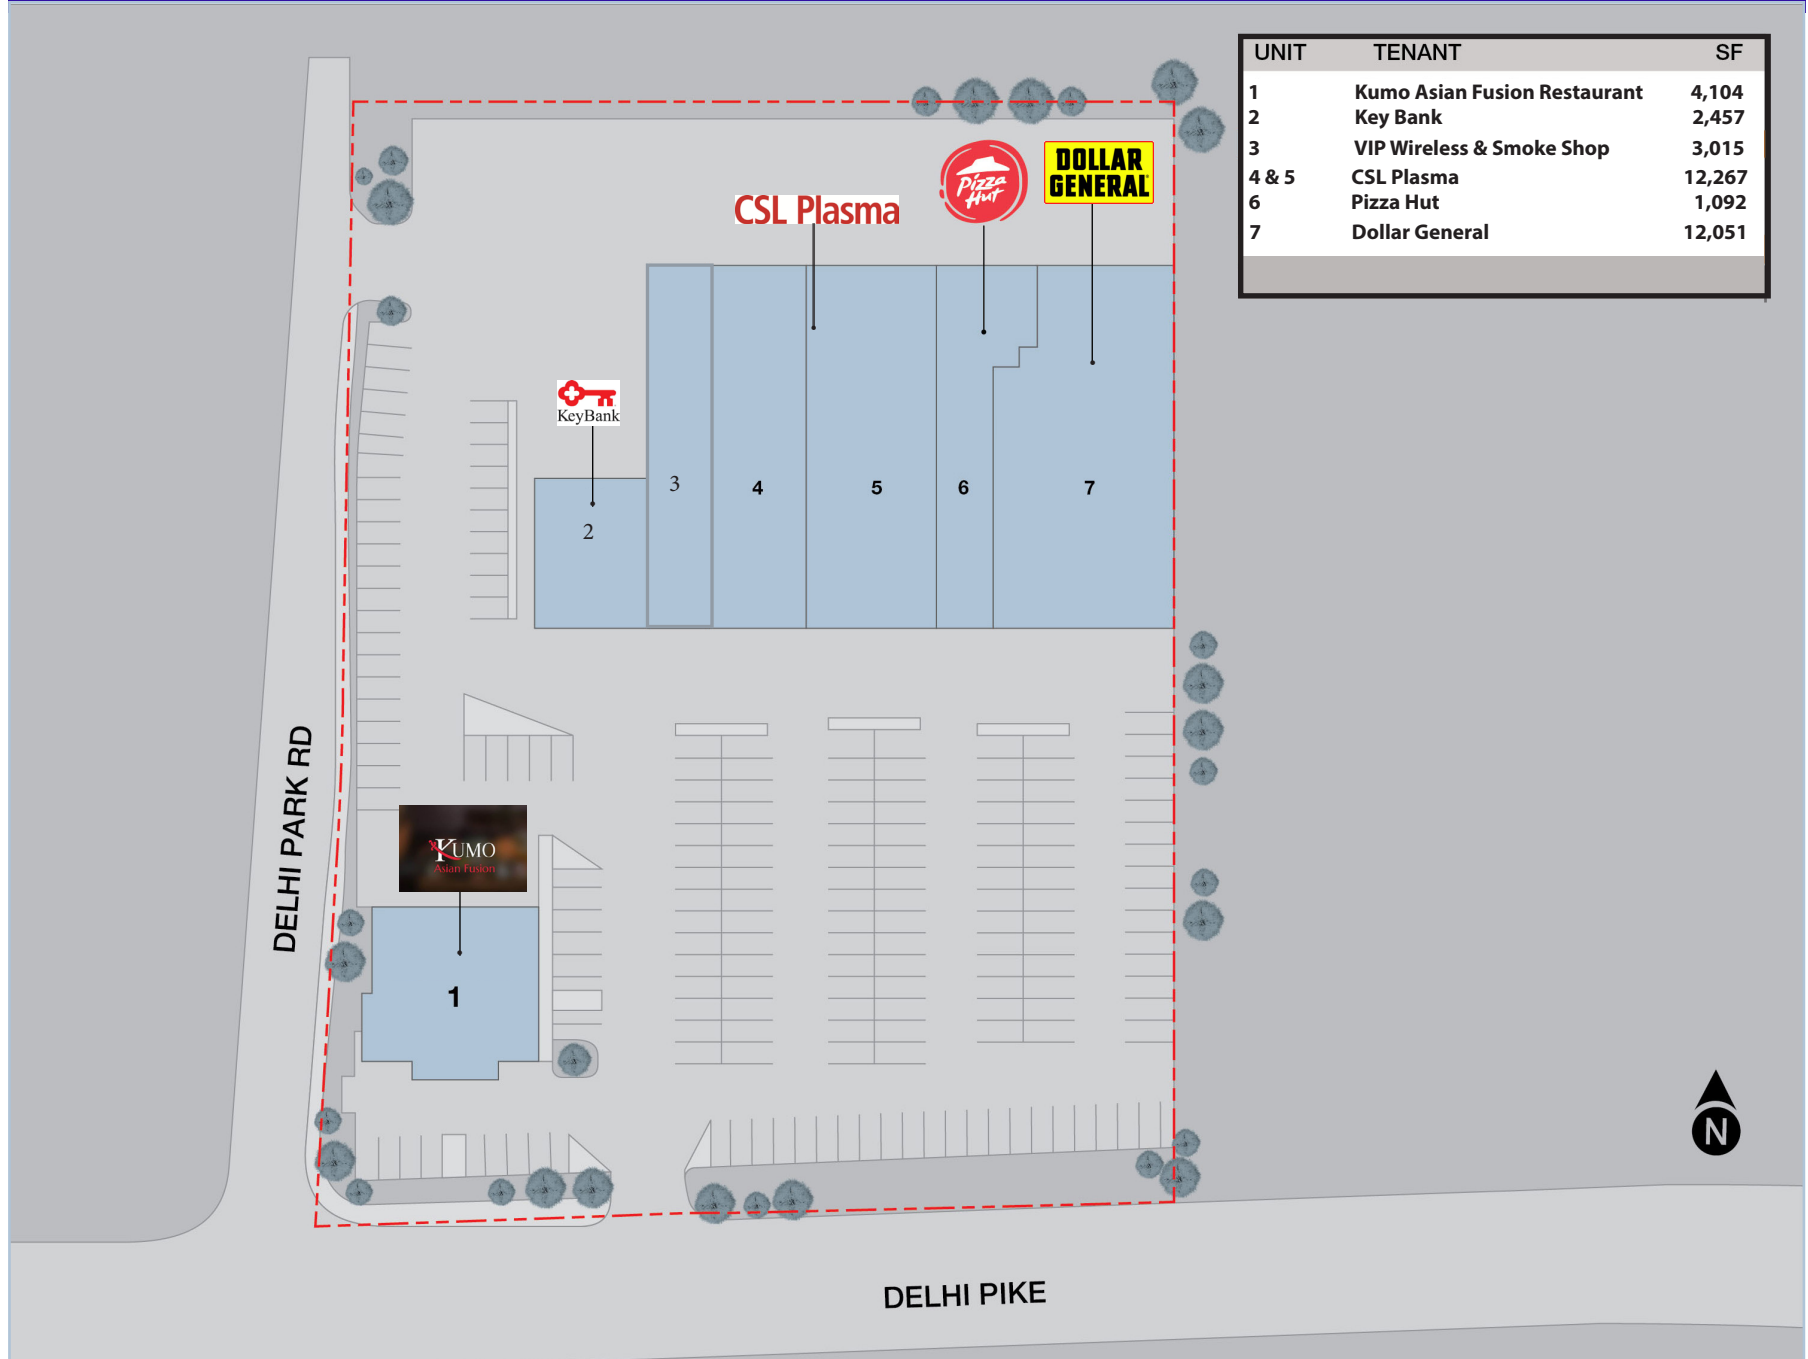 UNIT TENANT SF
1 Kumo Asian Fusion Restaurant 4,104
2 Key Bank 2,457
3 VIP Wireless & Smoke Shop 3,015
4 & 5 CSL Plasma 12,267
6 Pizza Hut 1,092
7 Dollar General 12,051
CSL Plasma
Pizza
Hut
DOLLAR
GENERAL
KeyBank
2
3
4
5
6
7
DELHI PARK RD
KUMO
Asian Fusion
1
N
DELHI PIKE